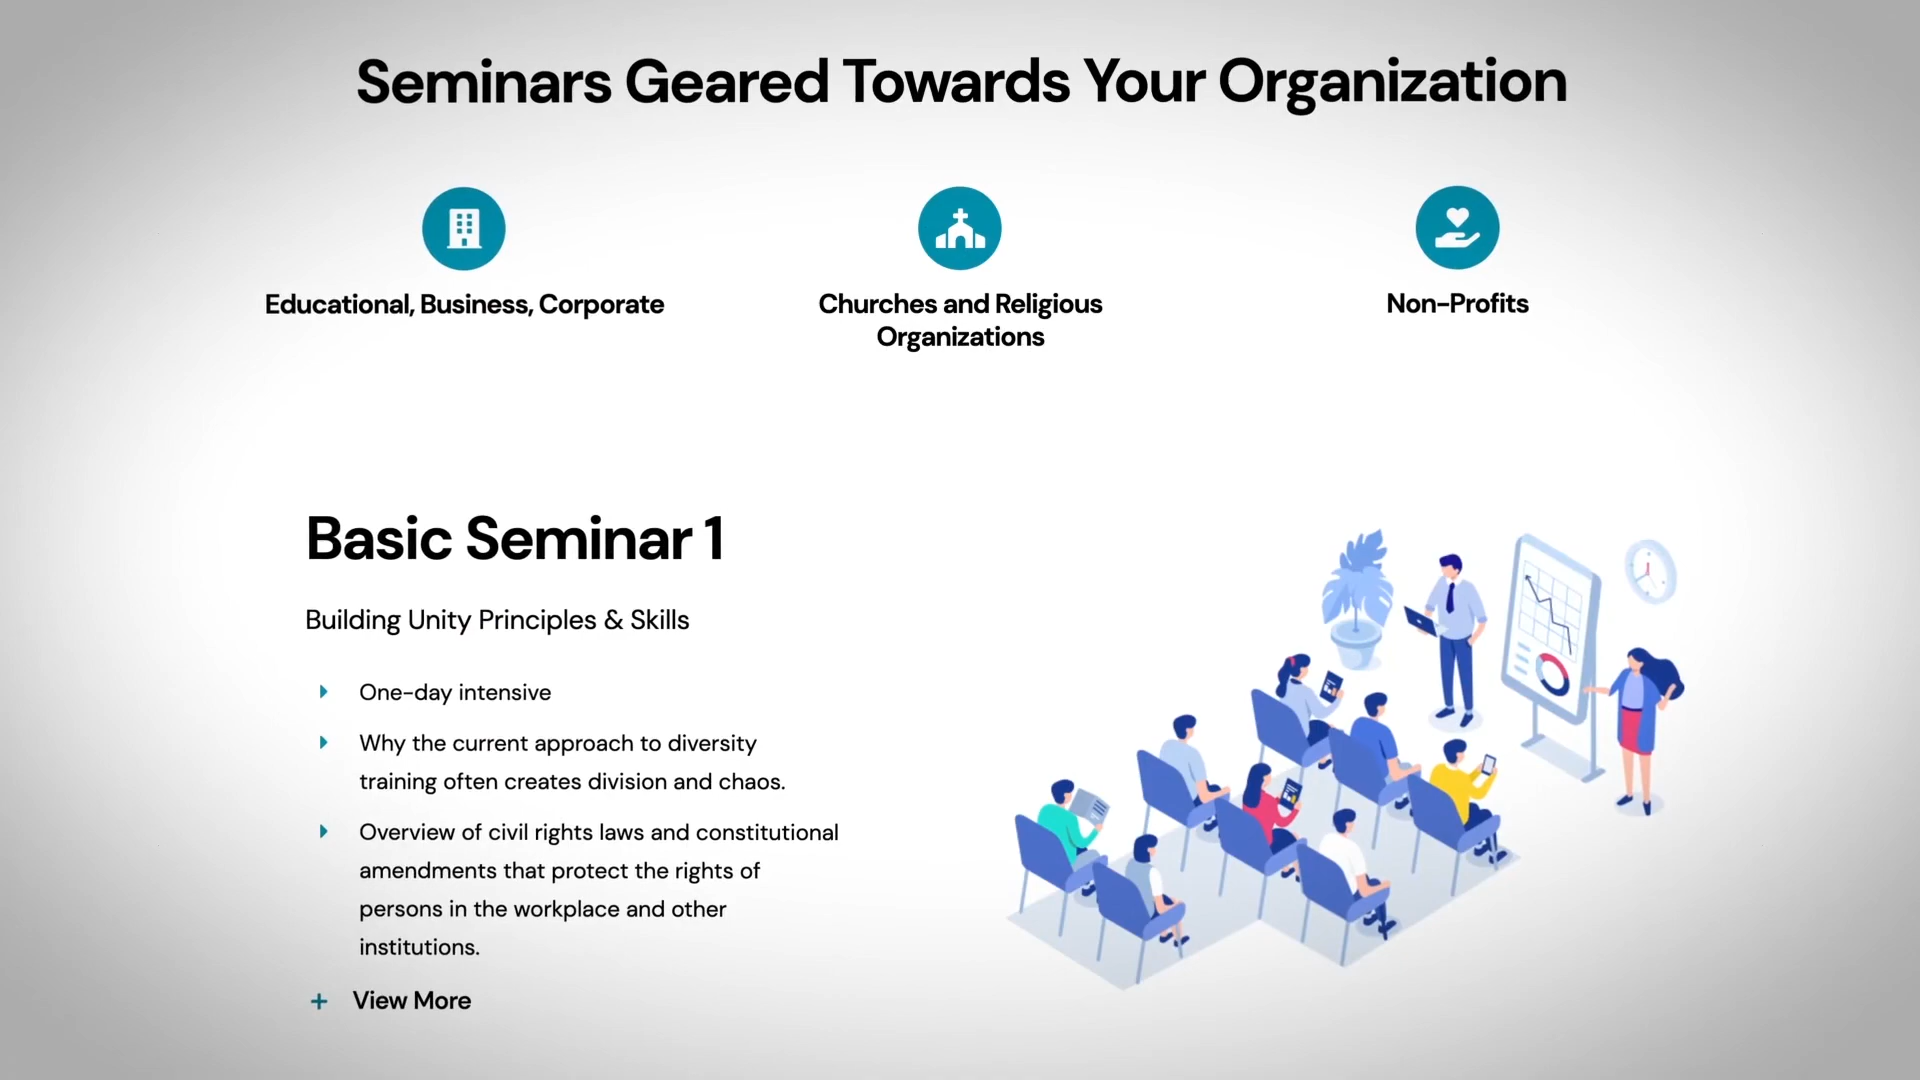 Seminars Geared Towards Your Organization
Educational, Business, Corporate
Churches and Religious
Organizations
Non-Profits
Basic Seminar 1
Building Unity Principles & Skills
One-day intensive
Why the current approach to diversity
training often creates division and chaos.
Overview of civil rights laws and constitutional
amendments that protect the rights of
persons in the workplace and other
institutions.
+ View More